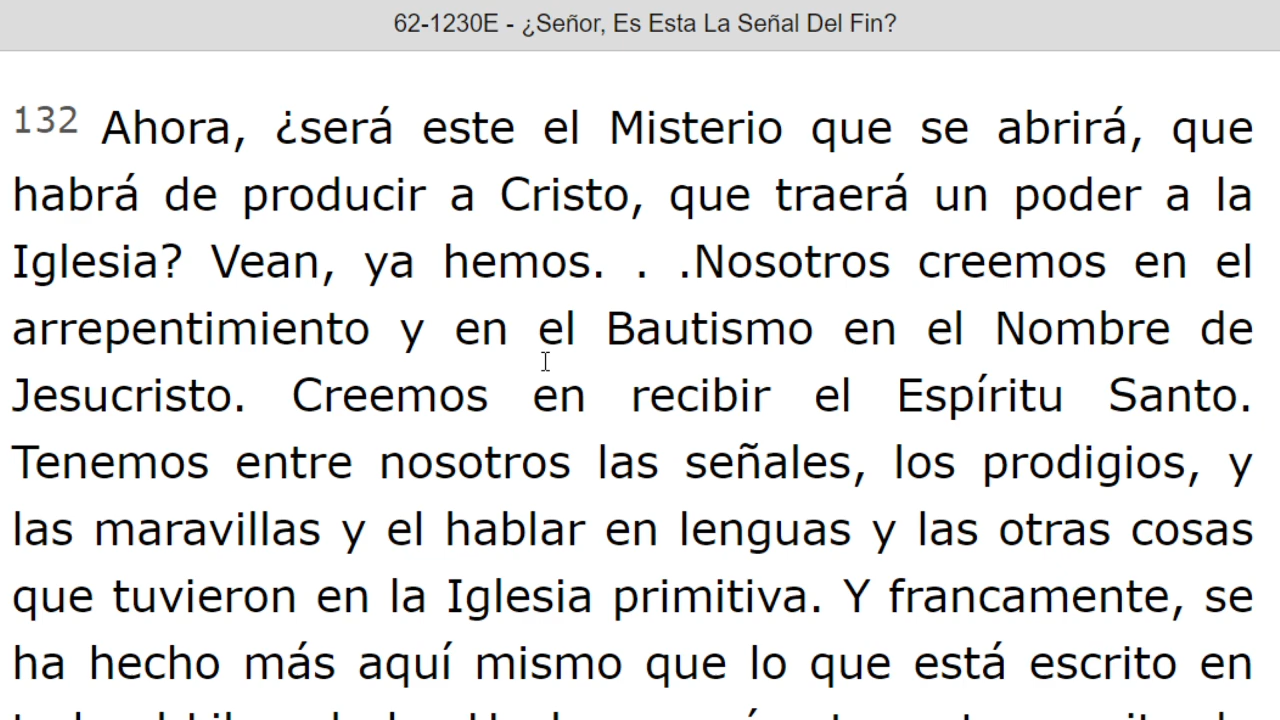 62-1230E - ¿Señor, Es Esta La Señal Del Fin?
132 Ahora, ¿será este el Misterio que se abrirá, que
habrá de producir a Cristo, que traerá un poder a la
Iglesia? Vean, ya hemos. . .Nosotros creemos en el
arrepentimiento y en el Bautismo en el Nombre de
Jesucristo. Creemos en recibir el Espíritu Santo.
Tenemos entre nosotros las señales, los prodigios, y
las maravillas y el hablar en lenguas y las otras cosas
que tuvieron en la Iglesia primitiva. Y francamente, se
ha hecho más aquí mismo que lo que está escrito en